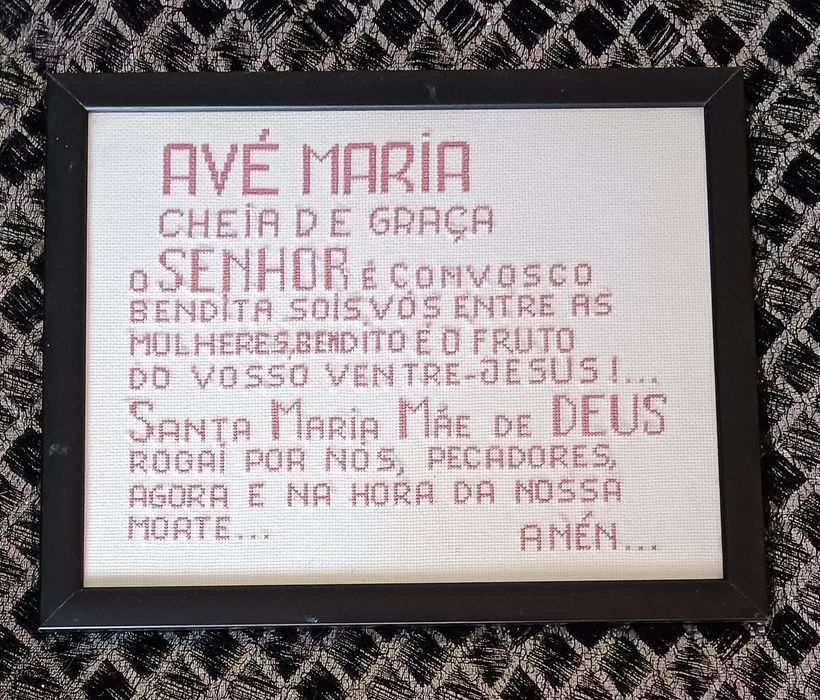 AVÉ MARIA
CHEIA DE GRAÇA
O SENHOR É CONVOSCO
BENDITA SOIS,VÓS ENTRE AS
MULHERES,BENDITO É O FRUTO
DO VOSSO VENTRE-JESUS!...
SANTA MARIA MÃE DE DEUS
ROGAI POR NÓS, PECADORES,
AGORA E NA HORA DA NOSSA
MOATE...
AMÉN...